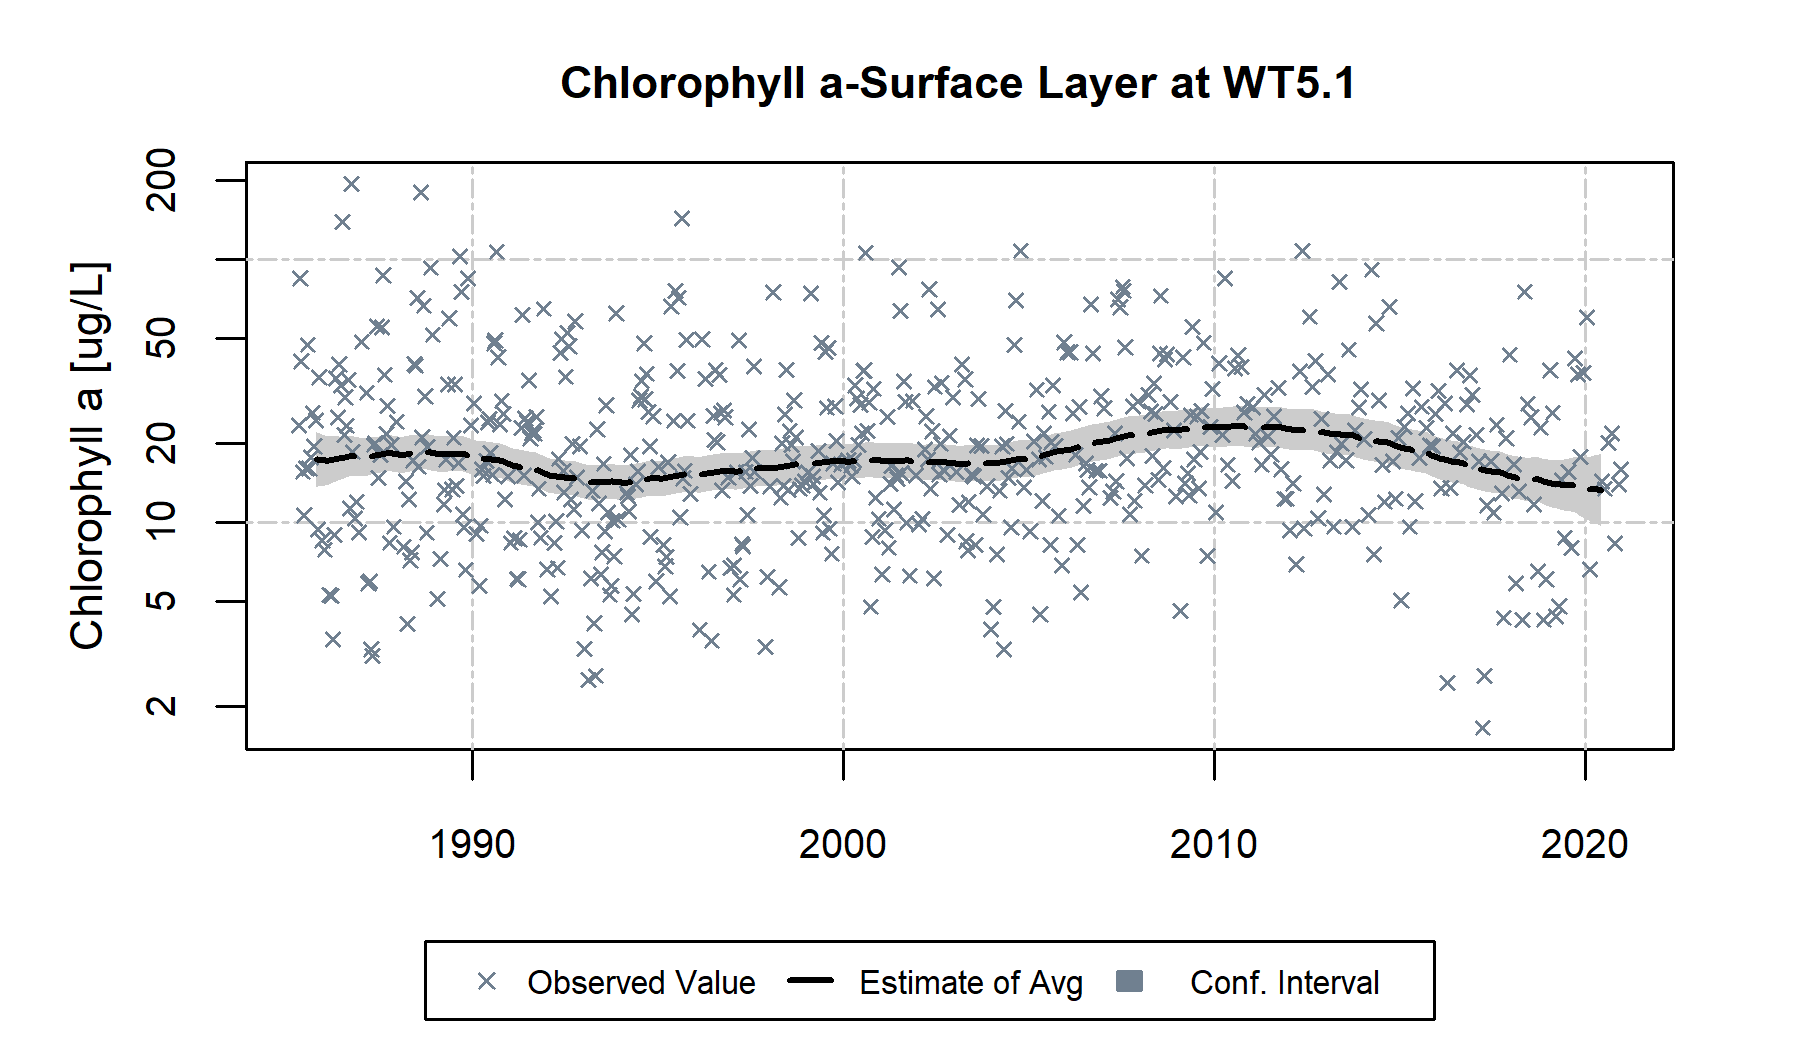 Chlorophyll a-Surface Layer at WT5.1
Chlorophyll a [ug/L]
200
50
20
10
5
2
1990 2000 2010 2020
Observed Value Estimate of Avg Conf. Interval